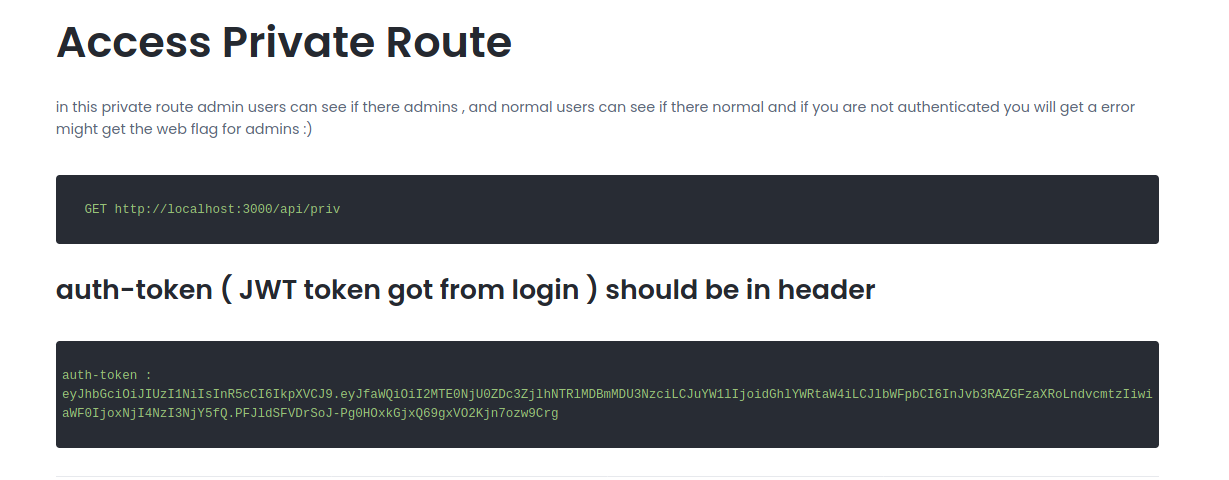 Access Private Route
in this private route admin users can see if there admins , and normal users can see if there normal and if you are not authenticated you will get a error
might get the web flag for admins :)
GET http://localhost:3000/api/priv
auth-token ( JWT token got from login ) should be in header
auth-token :
eyJhbGciOiJIUzI1NiIsInR5cCI6IkpXVCJ9.eyJfaWQiOiI2MTE0NjU0ZDc3ZjlhNTRlMDBmMDU3NzciLCJuYW1lIjoidGhlYWRtaW4iLCJlbWFpbCI6InJvb3RAZGFzaXRoLndvcmtzIiwi
aWF0IjoxNjI4NzI3NjY5fQ.PFJldSFVDrSoJ-Pg0HOxkGjxQ69gxVO2Kjn7ozw9Crg